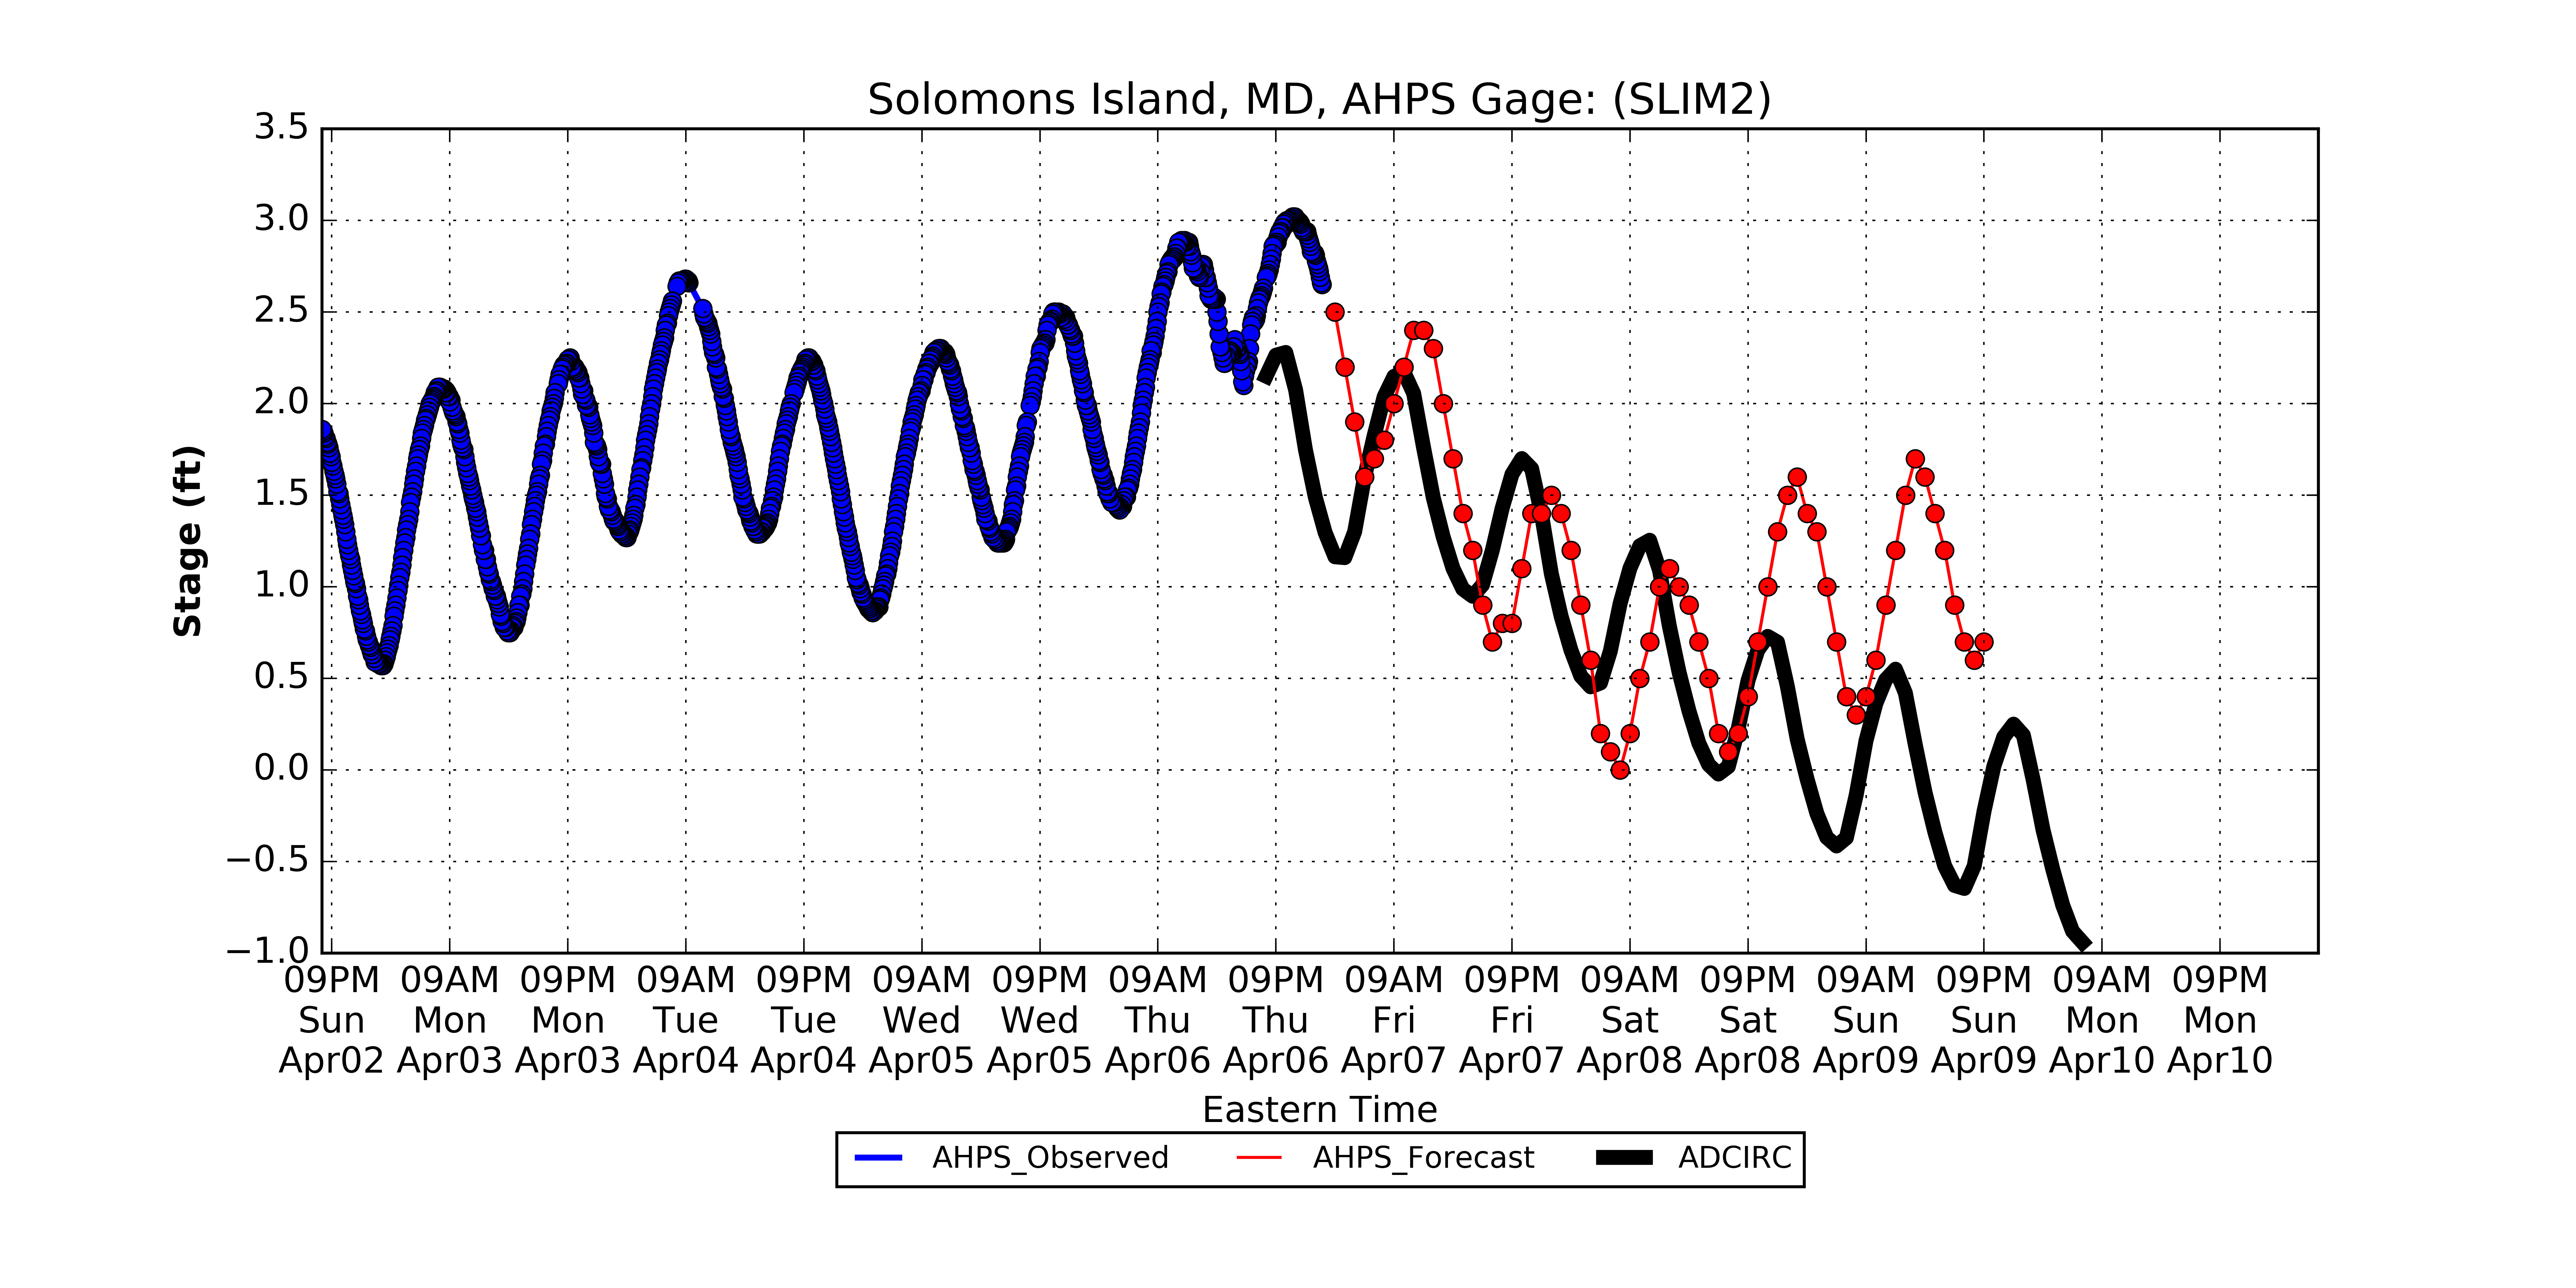 Solomons Island, MD, AHPS Gage: (SLIM2)
3.5
3.0
2.5
2.0
1.5
1.0
0.5
0.0
−0.5
−1.0
Stage (ft)
09PM 09AM 09PM 09AM 09PM 09AM 09PM 09AM 09PM 09AM 09PM 09AM 09PM 09AM 09PM 09AM 09PM
Sun Mon Mon Tue Tue Wed Wed Thu Thu Fri Fri Sat Sat Sun Sun Mon Mon
Apr02 Apr03 Apr03 Apr04 Apr04 Apr05 Apr05 Apr06 Apr06 Apr07 Apr07 Apr08 Apr08 Apr09 Apr09 Apr10 Apr10
Eastern Time
AHPS_Observed AHPS_Forecast ADCIRC